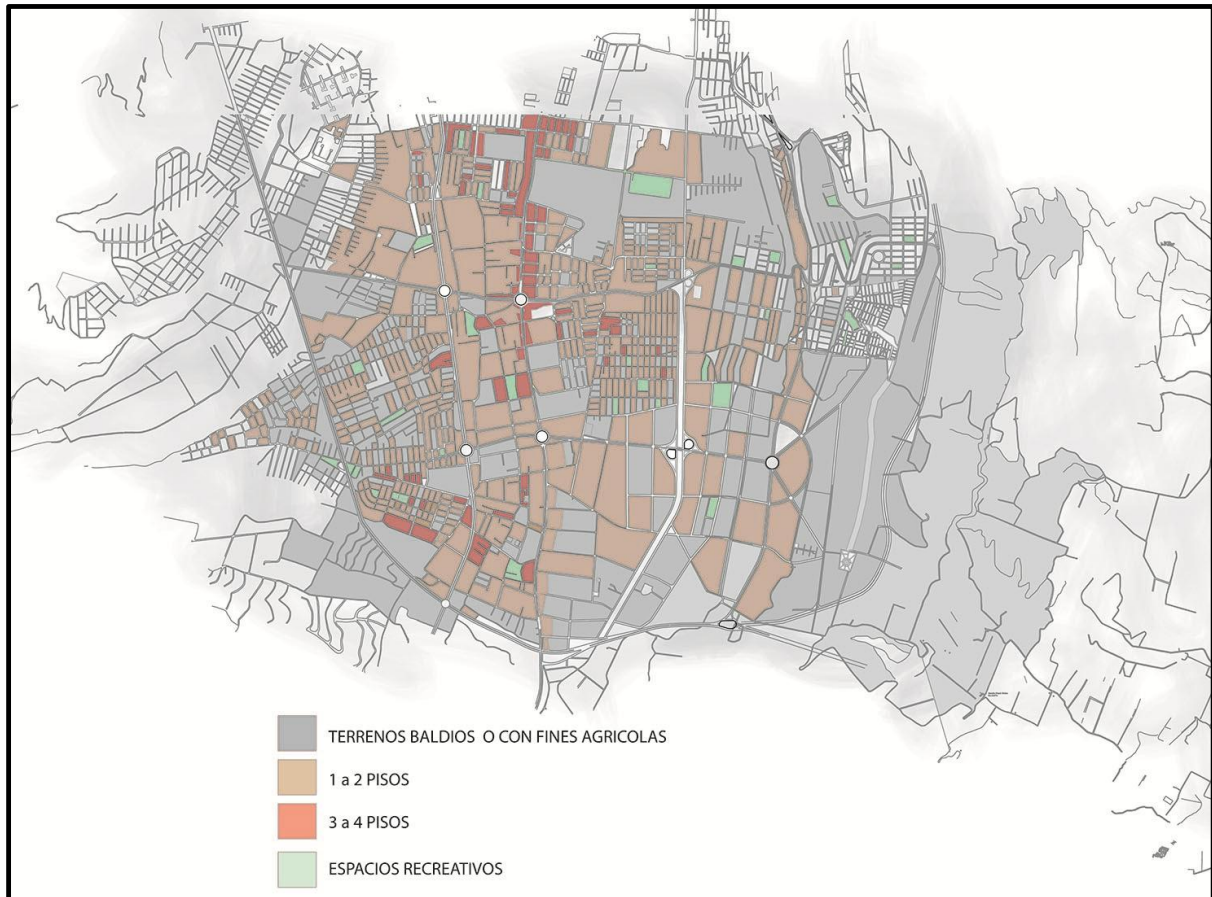 TERRENOS BALDIOS O CON FINES AGRICOLAS
1 a 2 PISOS
3 a 4 PISOS
ESPACIOS RECREATIVOS